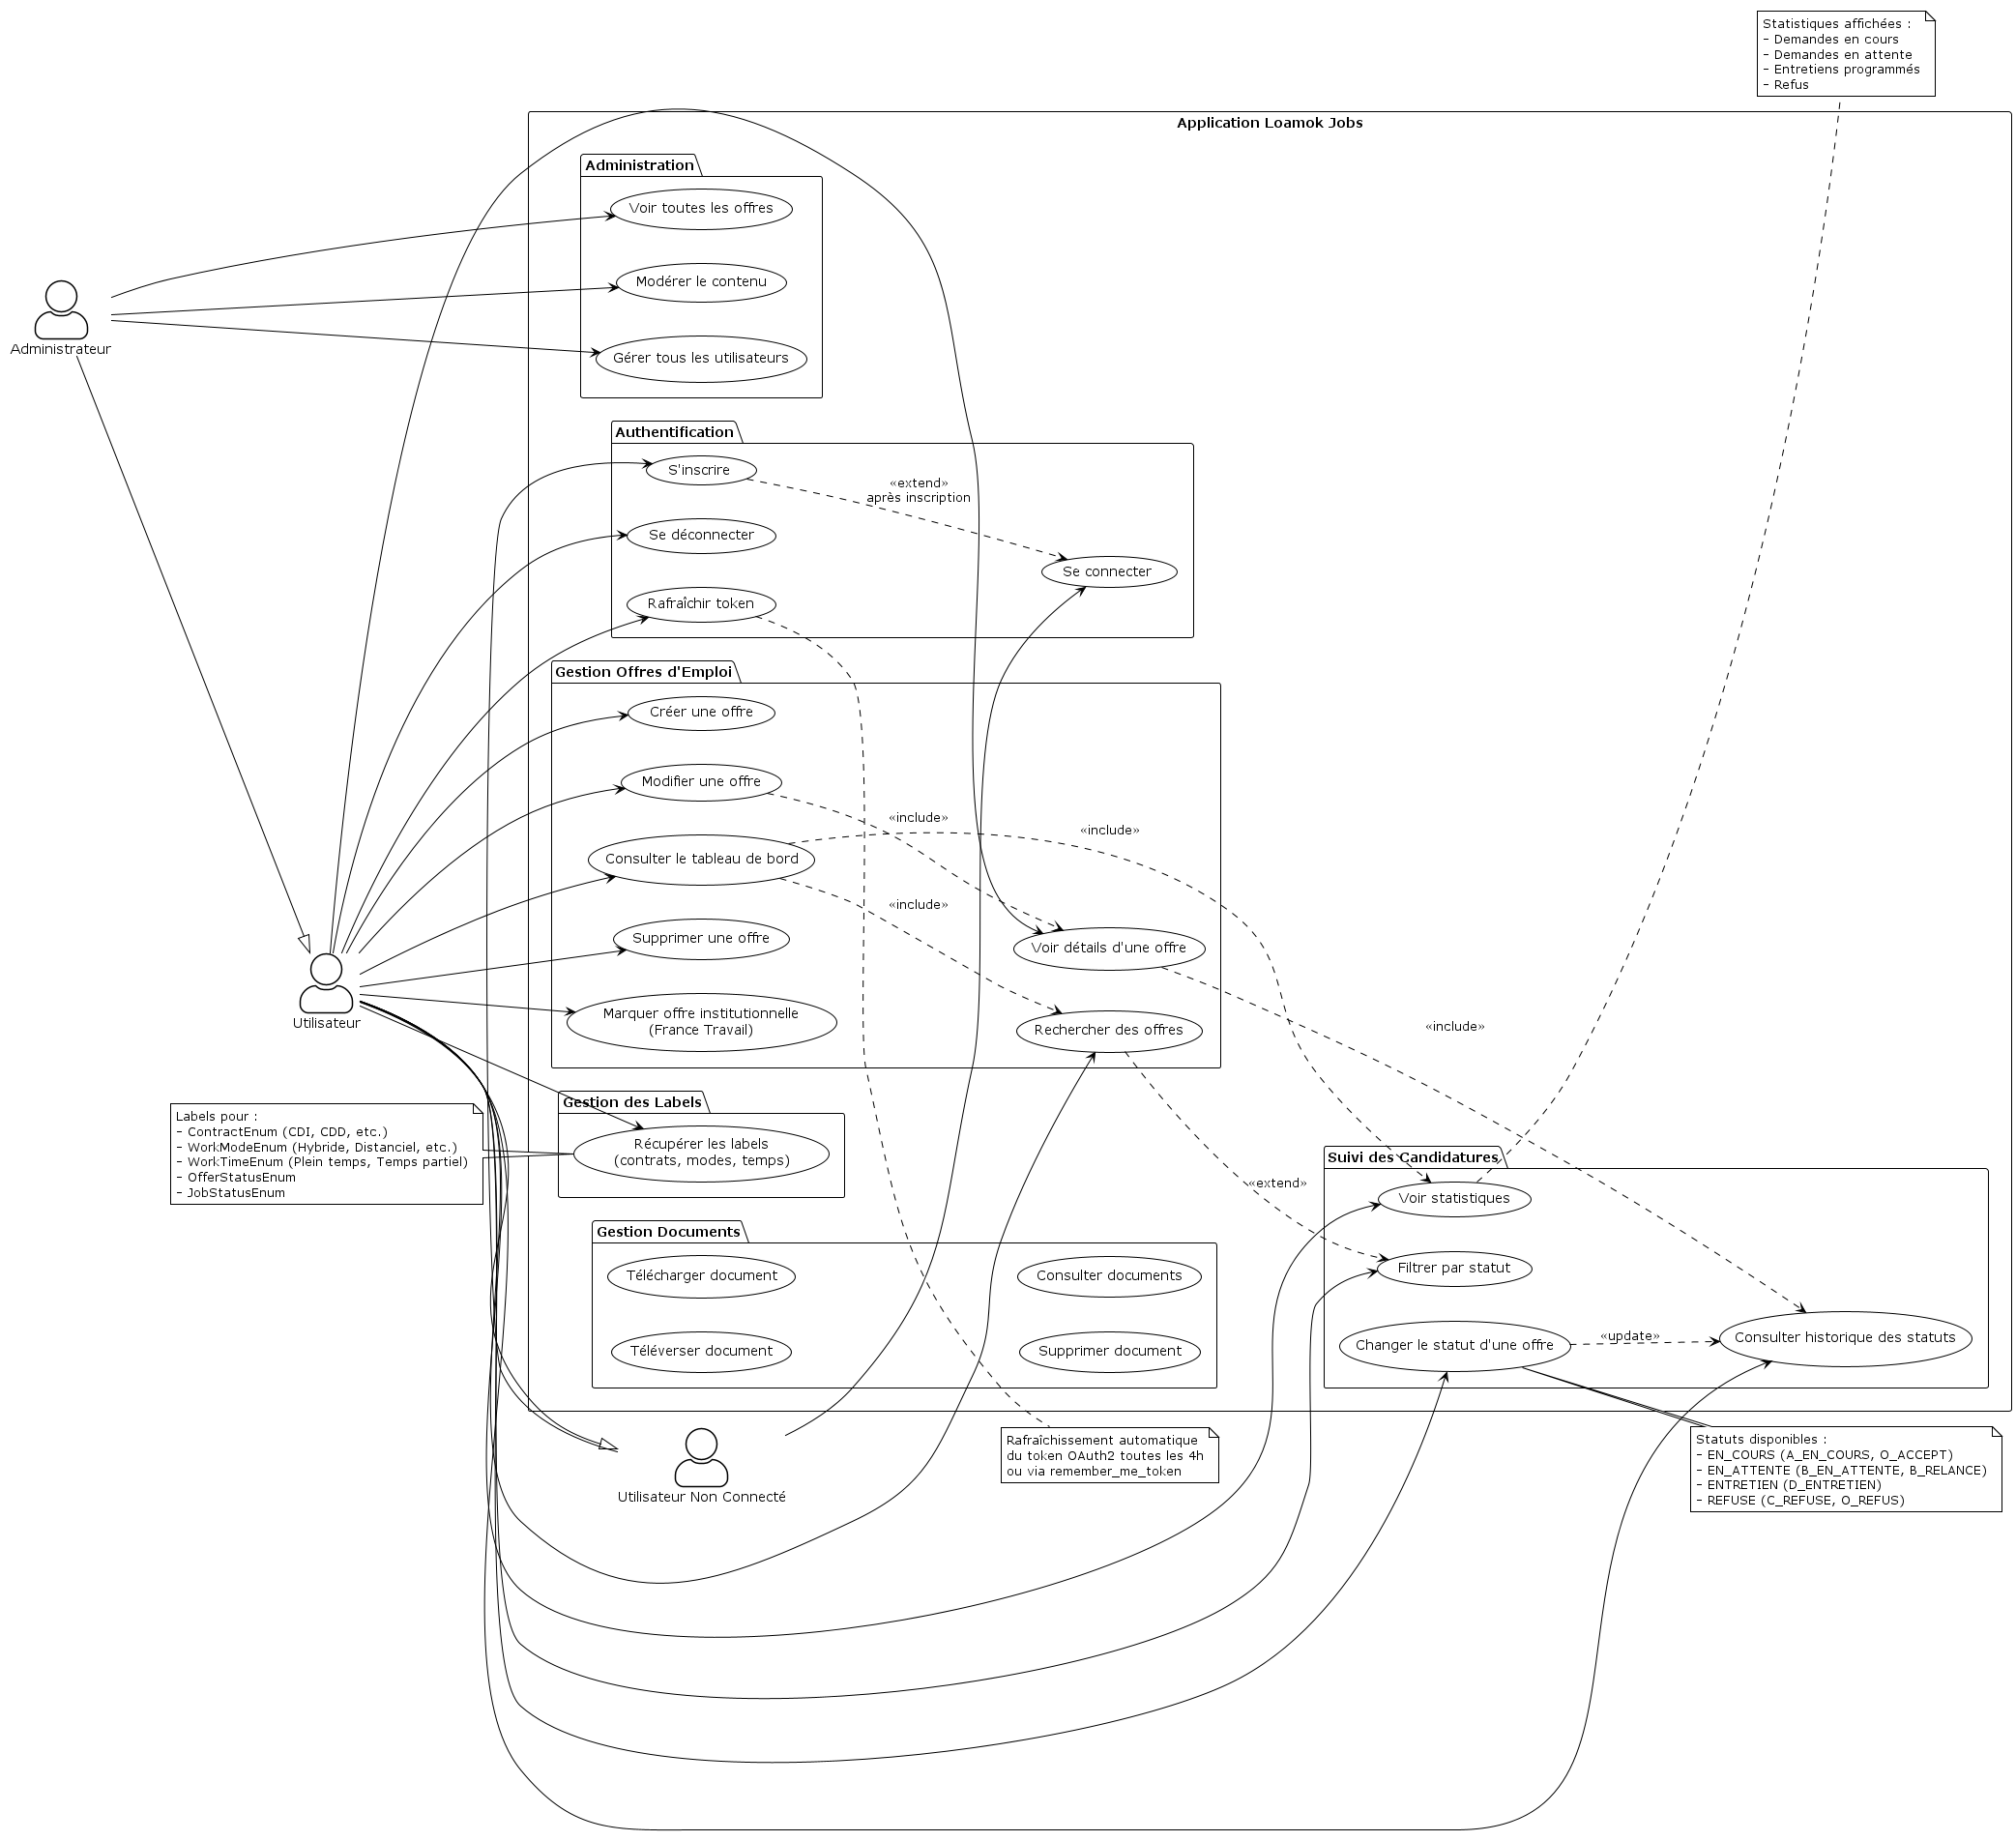 Statistiques affichées :
- Demandes en cours
- Demandes en attente
- Entretiens programmés
- Refus
Application Loamok Jobs
Administration
Voir toutes les offres
Modérer le contenu
Gérer tous les utilisateurs
Administrateur
Authentification
S'inscrire
«extend»
après inscription
Se déconnecter
Se connecter
Rafraîchir token
Gestion Offres d'Emploi
Créer une offre
Modifier une offre
«include»
«include»
Consulter le tableau de bord
«include»
Supprimer une offre
Voir détails d'une offre
Marquer offre institutionnelle
(France Travail)
Rechercher des offres
«include»
Utilisateur
Gestion des Labels
Récupérer les labels
(contrats, modes, temps)
Labels pour :
- ContractEnum (CDI, CDD, etc.)
- WorkModeEnum (Hybride, Distanciel, etc.)
- WorkTimeEnum (Plein temps, Temps partiel)
- OfferStatusEnum
- JobStatusEnum
«extend»
Suivi des Candidatures
Voir statistiques
Filtrer par statut
Changer le statut d'une offre
«update»
Consulter historique des statuts
Gestion Documents
Télécharger document
Consulter documents
Téléverser document
Supprimer document
Utilisateur Non Connecté
Rafraîchissement automatique
du token OAuth2 toutes les 4h
ou via remember_me_token
Statuts disponibles :
- EN_COURS (A_EN_COURS, O_ACCEPT)
- EN_ATTENTE (B_EN_ATTENTE, B_RELANCE)
- ENTRETIEN (D_ENTRETIEN)
- REFUSE (C_REFUSE, O_REFUS)